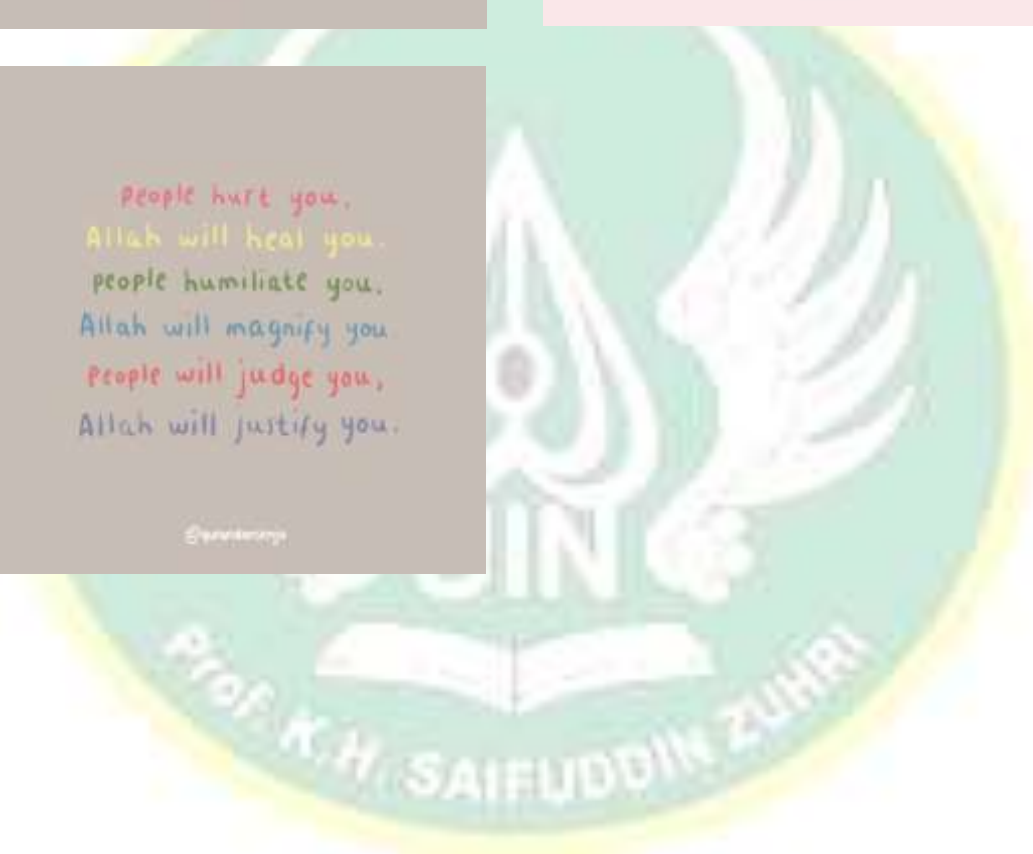 People hurt you,
Allah will heal you.
people humiliate you,
Allah will magnify you
People will judge you,
Allah will justify you.
UIN
Prof. K.H. SAIFUDDIN ZUHRI